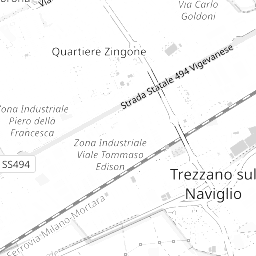 Via
Via Carlo
Goldoni
Quartiere Zingone
Strada Statale 494 Vigevanese
Zona Industriale
Piero della
Francesca
Zona Industriale
Viale Tommaso
Edison
SS494
Trezzano sul
Naviglio
Ferrovia Milano-Mortara